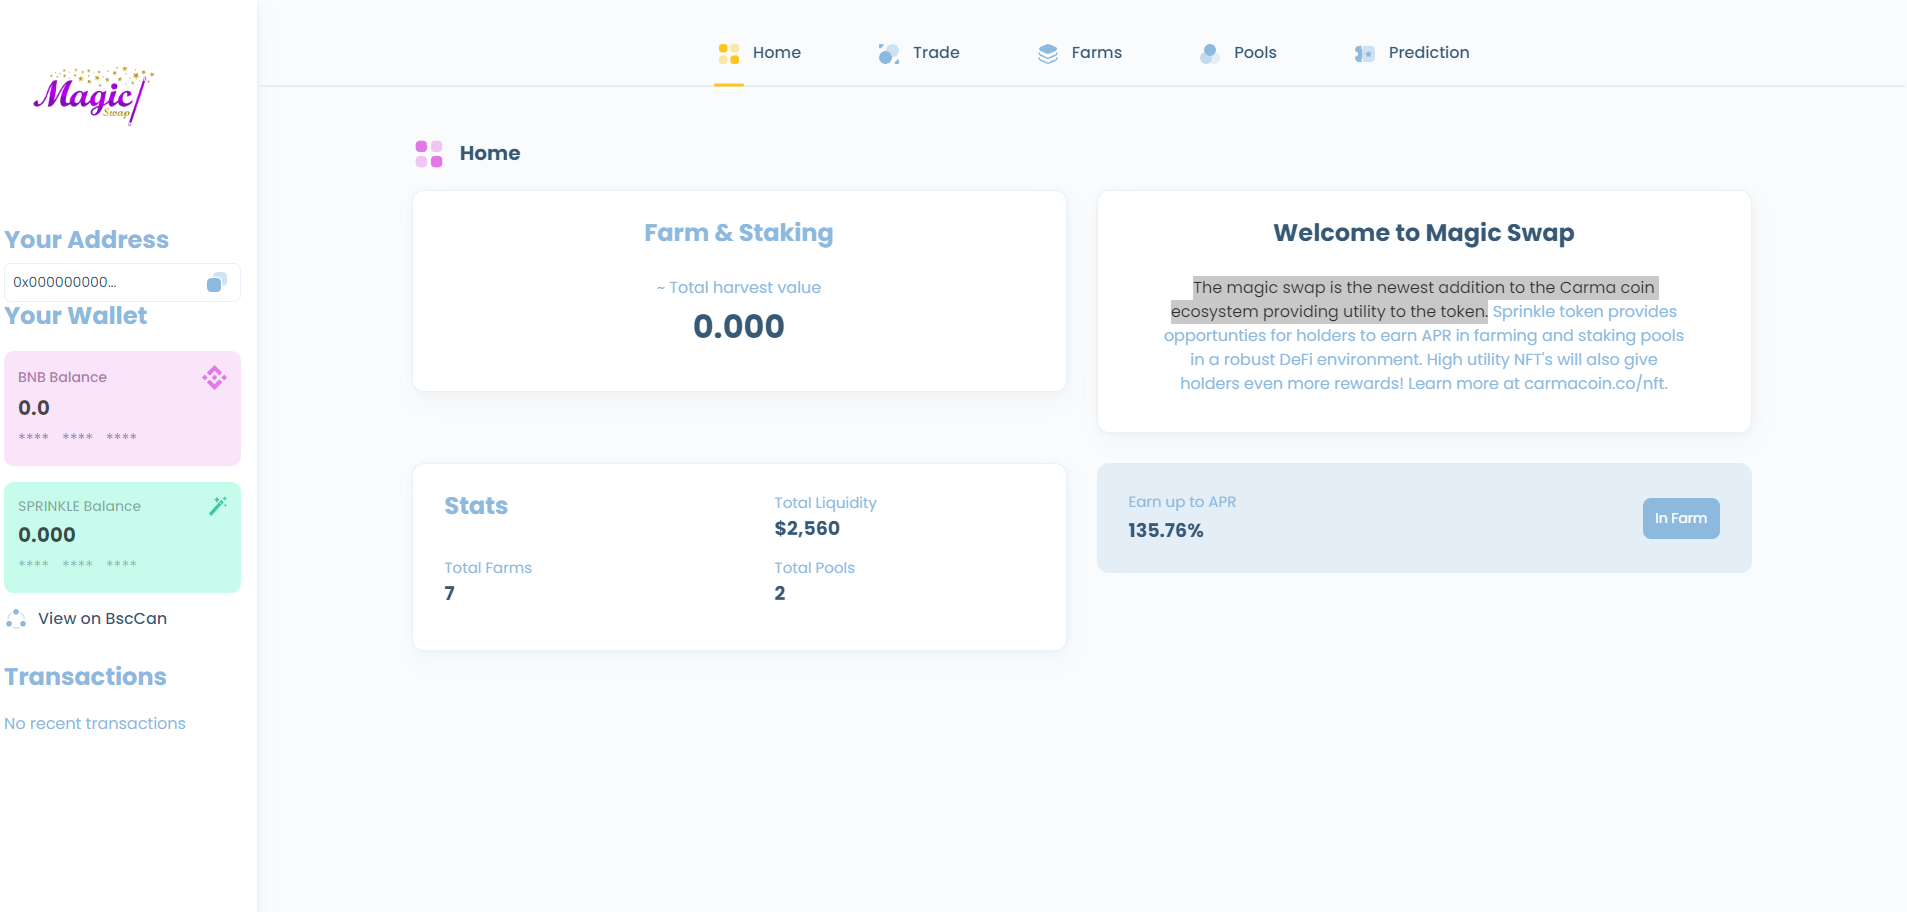 Magic
Swap
Home
Trade
Farms
Pools
Prediction
Your Address
0x000000000...
Your Wallet
BNB Balance
0.0
**** **** ****
SPRINKLE Balance
0.000
**** **** ****
View on BscCan
Transactions
No recent transactions
Home
Farm & Staking
~ Total harvest value
0.000
Welcome to Magic Swap
The magic swap is the newest addition to the Carma coin
ecosystem providing utility to the token. Sprinkle token provides
opportunties for holders to earn APR in farming and staking pools
in a robust DeFi environment. High utility NFT's will also give
holders even more rewards! Learn more at carmacoin.co/nft.
Stats
Total Liquidity
$2,560
Total Farms
7
Total Pools
2
Earn up to APR
135.76%
In Farm